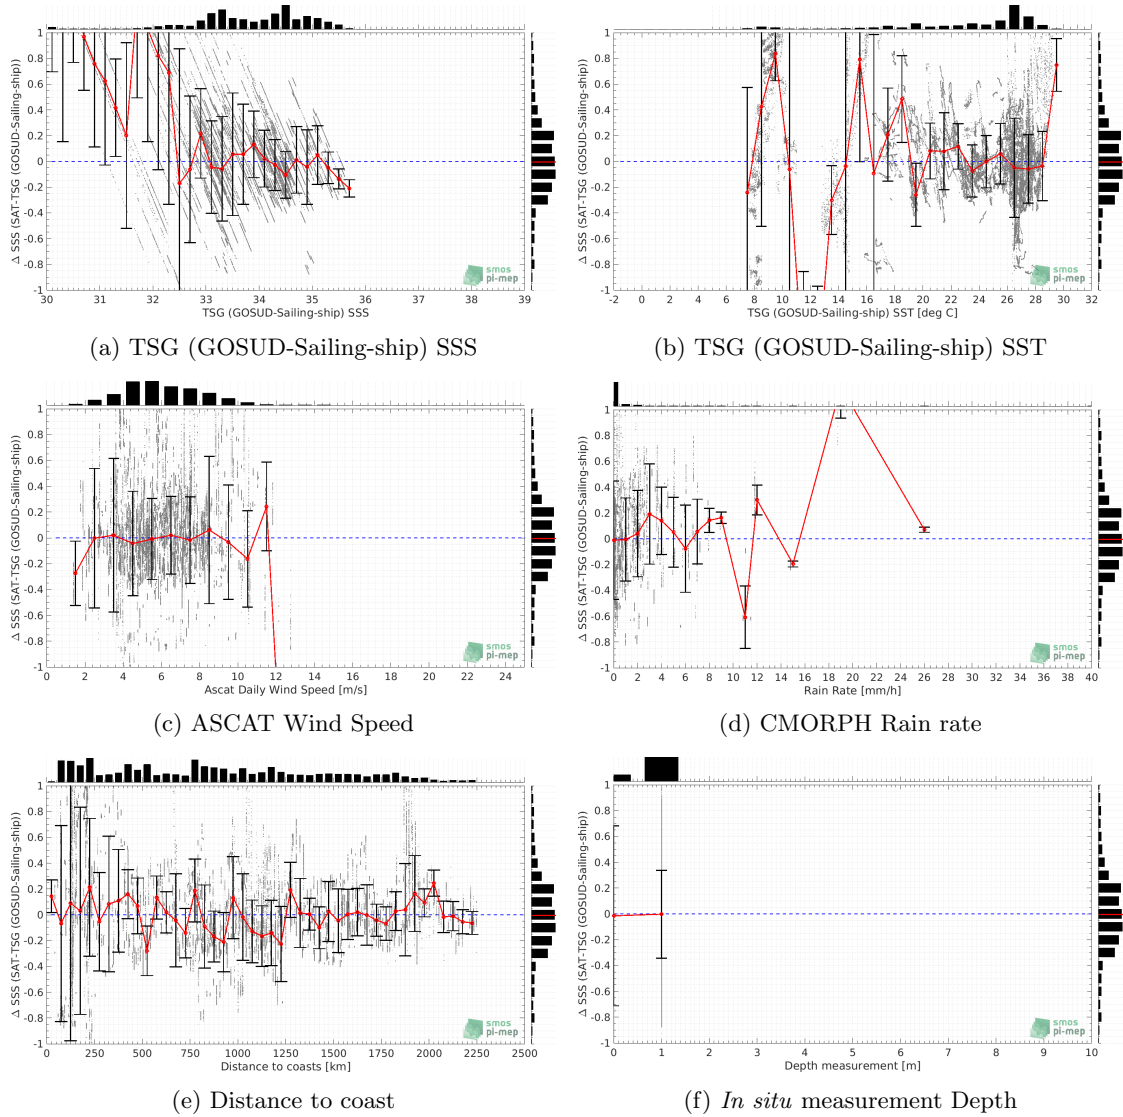 1
0.8
0.6
0.4
0.2
0
-0.2
-0.4
-0.6
-0.8
-1
Δ SSS (SAT-TSG (GOSUD-Sailing-ship))
30 31 32 33 34 35 36 37 38 39
TSG (GOSUD-Sailing-ship) SSS
smos
pi-mep
(a) TSG (GOSUD-Sailing-ship) SSS
1
0.8
0.6
0.4
0.2
0
-0.2
-0.4
-0.6
-0.8
-1
Δ SSS (SAT-TSG (GOSUD-Sailing-ship))
-2 0 2 4 6 8 10 12 14 16 18 20 22 24 26 28 30 32
TSG (GOSUD-Sailing-ship) SST [deg C]
smos
pi-mep
(b) TSG (GOSUD-Sailing-ship) SST
1
0.8
0.6
0.4
0.2
0
-0.2
-0.4
-0.6
-0.8
-1
Δ SSS (SAT-TSG (GOSUD-Sailing-ship))
0 2 4 6 8 10 12 14 16 18 20 22 24
Ascat Daily Wind Speed [m/s]
smos
pi-mep
(c) ASCAT Wind Speed
1
0.8
0.6
0.4
0.2
0
-0.2
-0.4
-0.6
-0.8
-1
Δ SSS (SAT-TSG (GOSUD-Sailing-ship))
0 2 4 6 8 10 12 14 16 18 20 22 24 26 28 30 32 34 36 38 40
Rain Rate [mm/h]
smos
pi-mep
(d) CMORPH Rain rate
1
0.8
0.6
0.4
0.2
0
-0.2
-0.4
-0.6
-0.8
-1
Δ SSS (SAT-TSG (GOSUD-Sailing-ship))
0 250 500 750 1000 1250 1500 1750 2000 2250 2500
Distance to coasts [km]
smos
pi-mep
(e) Distance to coast
1
0.8
0.6
0.4
0.2
0
-0.2
-0.4
-0.6
-0.8
-1
Δ SSS (SAT-TSG (GOSUD-Sailing-ship))
0 1 2 3 4 5 6 7 8 9 10
Depth measurement [m]
smos
pi-mep
(f) In situ measurement Depth